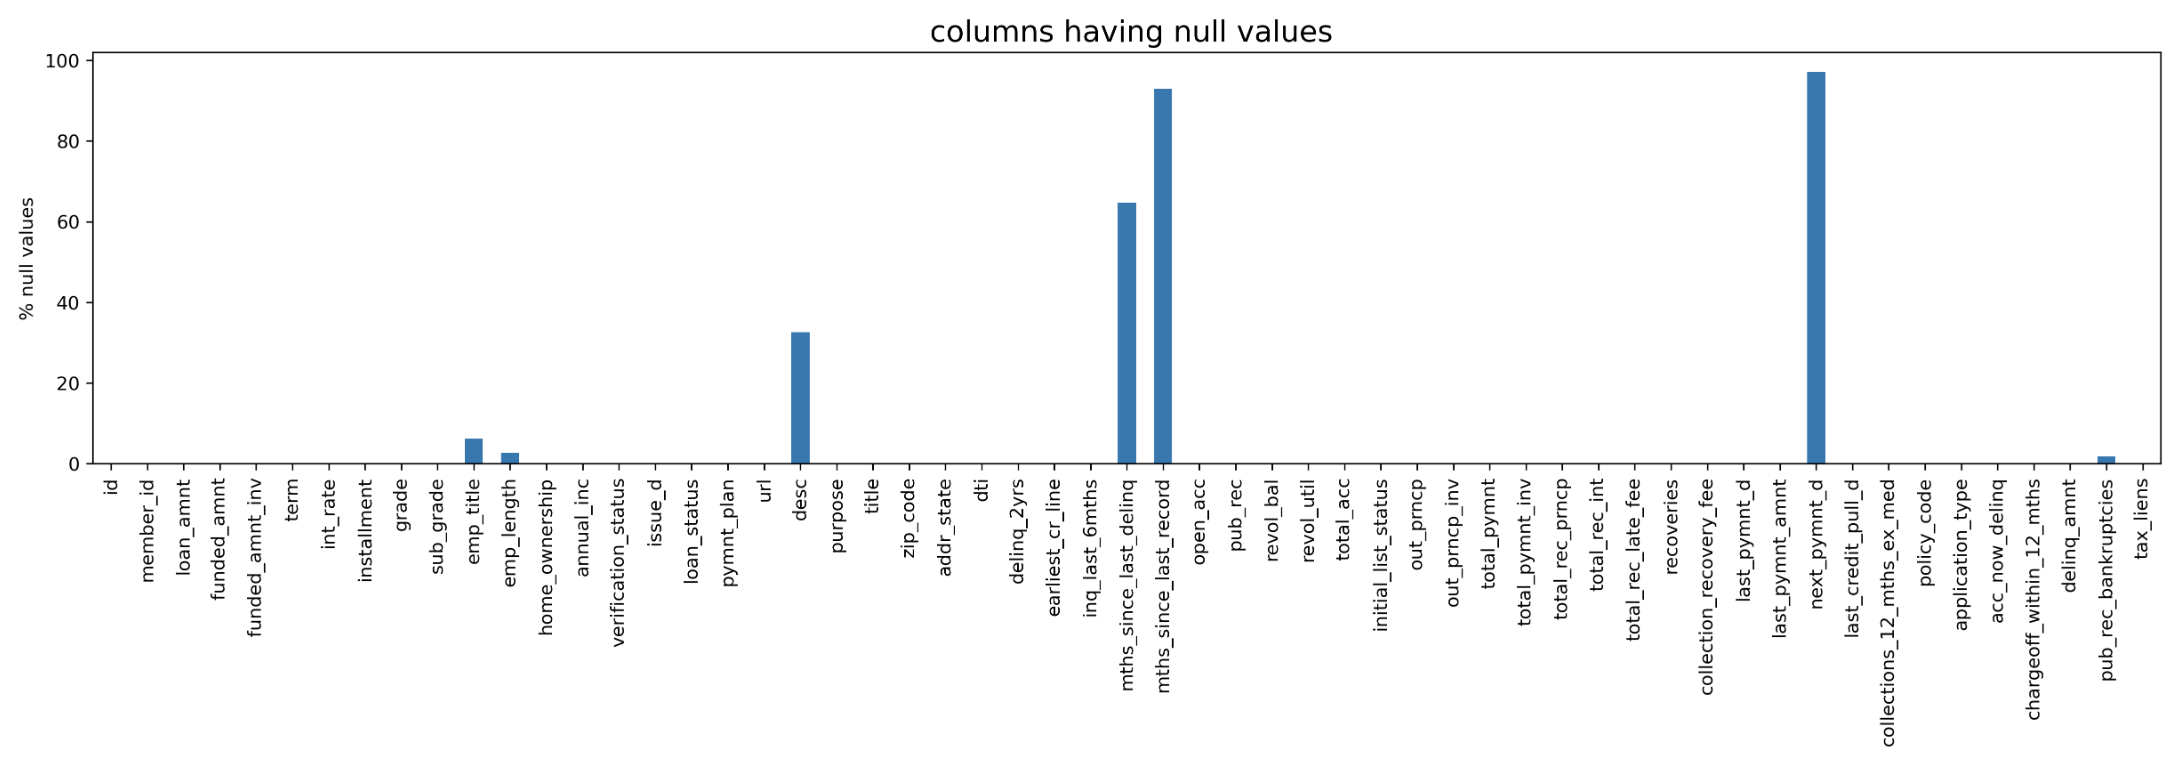 columns having null values
% null values
100
80
60
40
20
0
id
member_id
loan_amnt
funded_amnt
funded_amnt_inv
term
int_rate
installment
grade
sub_grade
emp_title
emp_length
home_ownership
annual_inc
verification_status
issue_d
loan_status
pymnt_plan
url
desc
purpose
title
zip_code
addr_state
dti
delinq_2yrs
earliest_cr_line
inq_last_6mths
mths_since_last_delinq
mths_since_last_record
open_acc
pub_rec
revol_bal
revol_util
total_acc
initial_list_status
out_prncp
out_prncp_inv
total_pymnt
total_pymnt_inv
total_rec_prncp
total_rec_int
total_rec_late_fee
recoveries
collection_recovery_fee
last_pymnt_d
last_pymnt_amnt
next_pymnt_d
last_credit_pull_d
collections_12_mths_ex_med
policy_code
application_type
acc_now_delinq
chargeoff_within_12_mths
delinq_amnt
pub_rec_bankruptcies
tax_liens